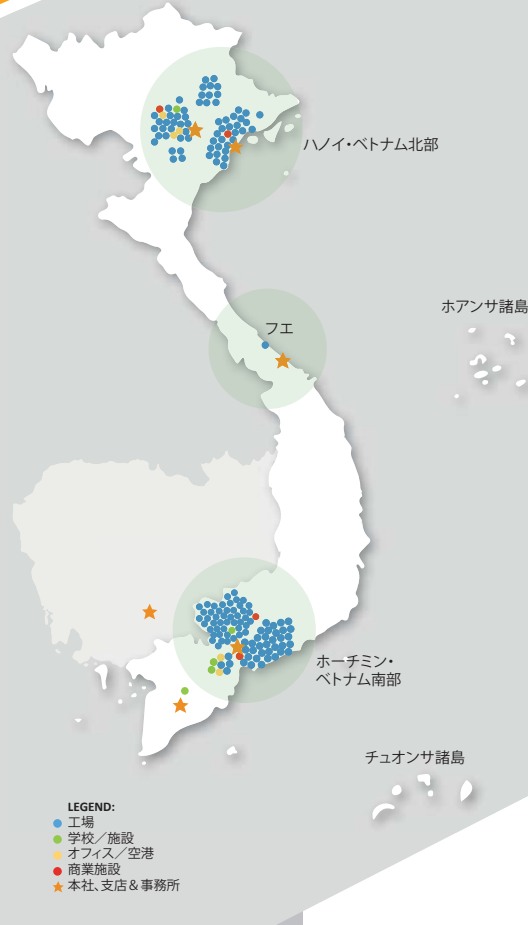 ハノイ・ベトナム北部
ホアンサ諸島
フエ
ホーチミン・
ベトナム南部
チュオンサ諸島
LEGEND:
工場
学校／施設
オフィス／空港
商業施設
本社、支店＆事務所